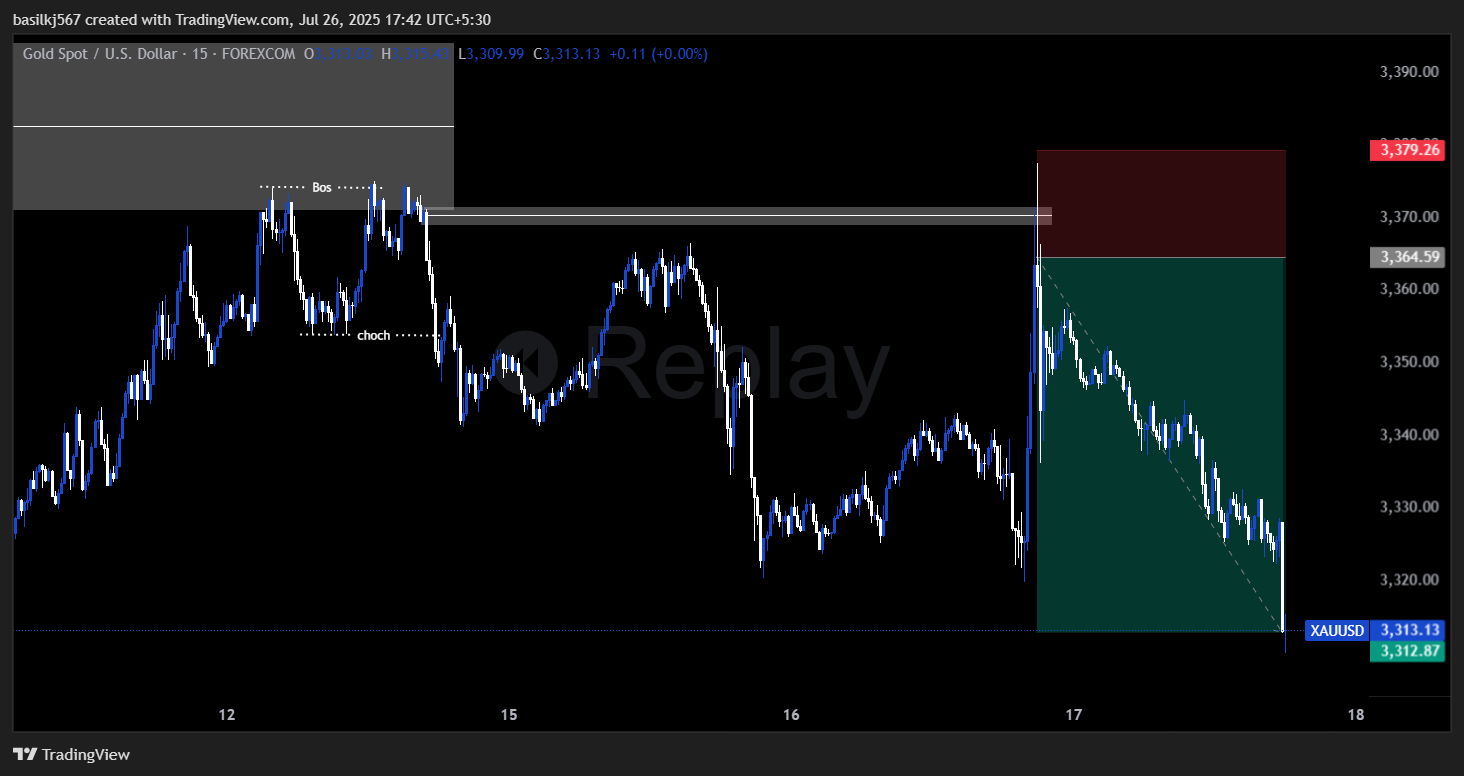 basilkj567 created with TradingView.com, Jul 26, 2025 17:42 UTC+5:30
Gold Spot / U.S. Dollar · 15 · FOREXCOM O H L3,309.99 C3,313.13 +0.11 (+0.00%)
3,390.00
3,379.26
Bos
3,370.00
3,364.59
3,360.00
choch
Replay
3,350.00
3,340.00
3,330.00
3,320.00
XAUUSD 3,313.13
3,312.87
12 15 16 17 18
TradingView